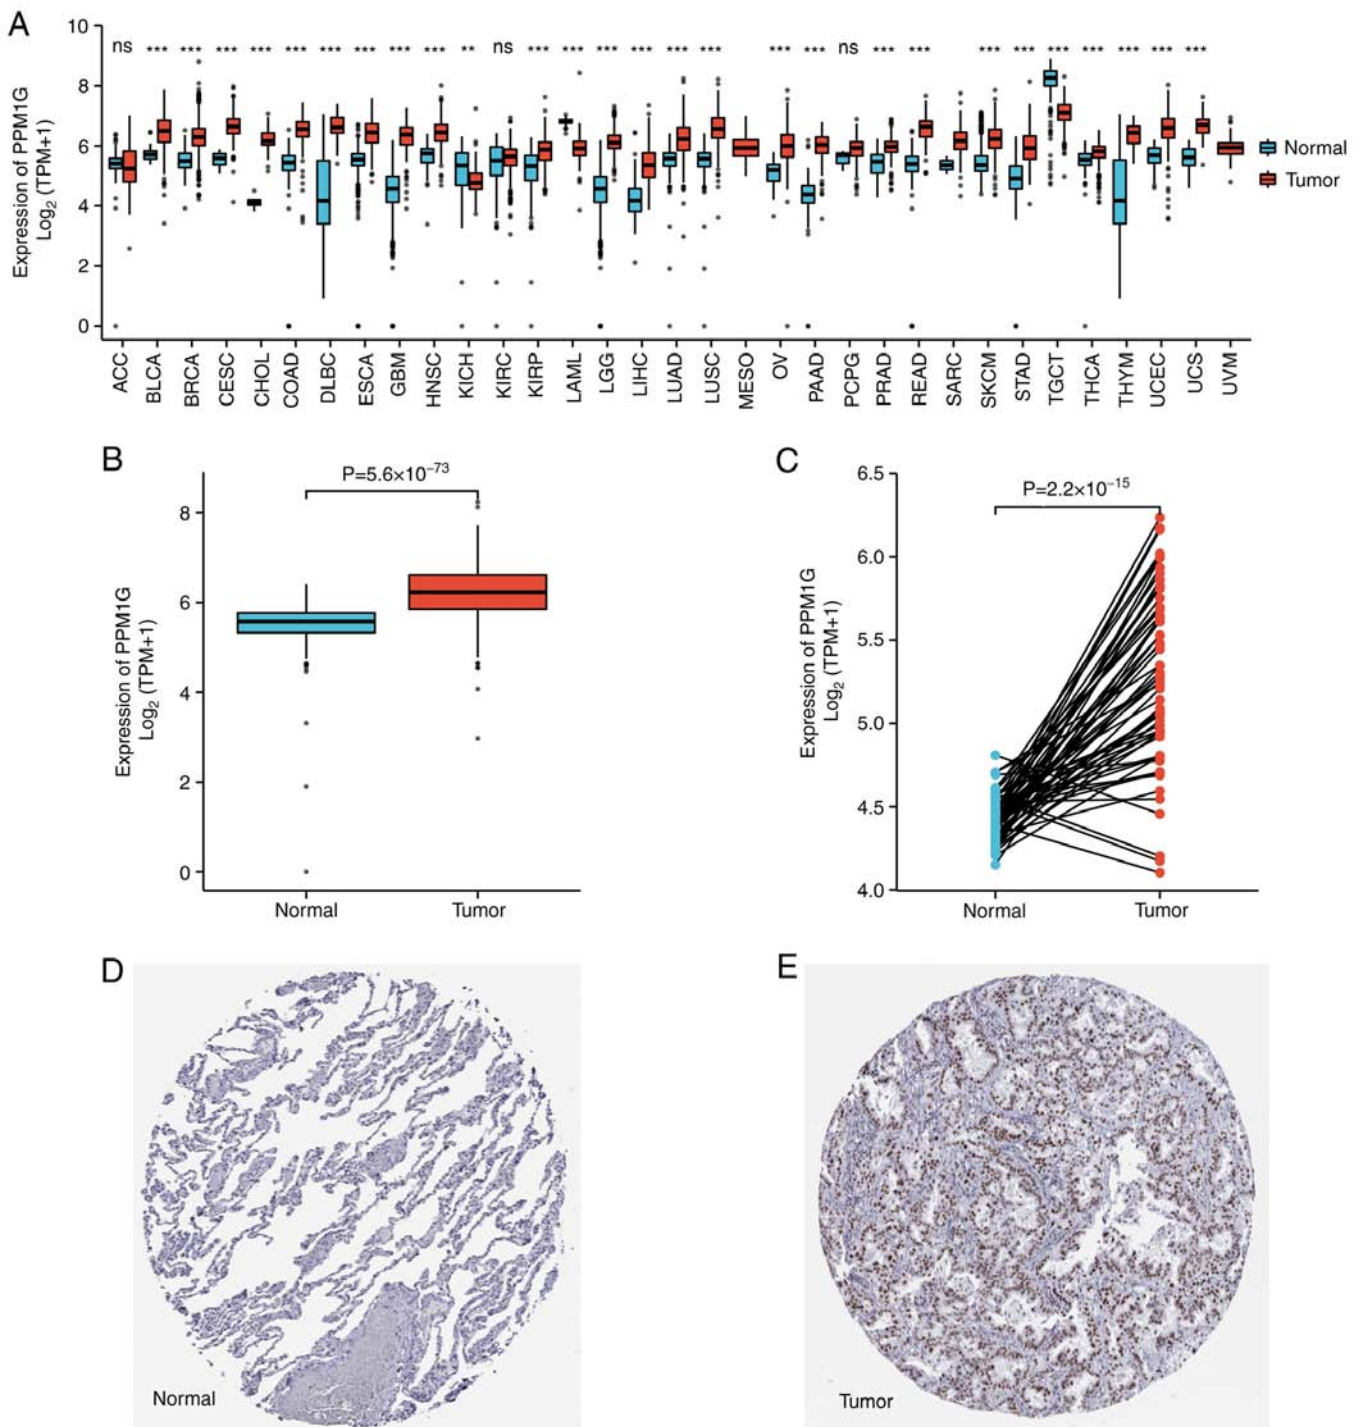 A
Expression of PPM1G
Log₂ (TPM+1)
10
8
6
4
2
0
ns *** *** *** *** *** *** *** *** *** ** ns *** *** *** *** *** *** *** *** ns *** *** *** *** *** *** *** *** ***
Normal
Tumor
ACC BLCA BRCA CESC CHOL COAD DLBC ESCA GBM HNSC KICH KIRC KIRP LAML LGG LIHC LUAD LUSC MESO OV PAAD PCPG PRAD READ SARC SKCM STAD TGCT THCA THYM UCEC UCS UVM
B
P=5.6×10⁻⁷³
Expression of PPM1G
Log₂ (TPM+1)
8
6
4
2
0
Normal Tumor
C
P=2.2×10⁻¹⁵
Expression of PPM1G
Log₂ (TPM+1)
6.5
6.0
5.5
5.0
4.5
4.0
Normal Tumor
D
Normal
E
Tumor